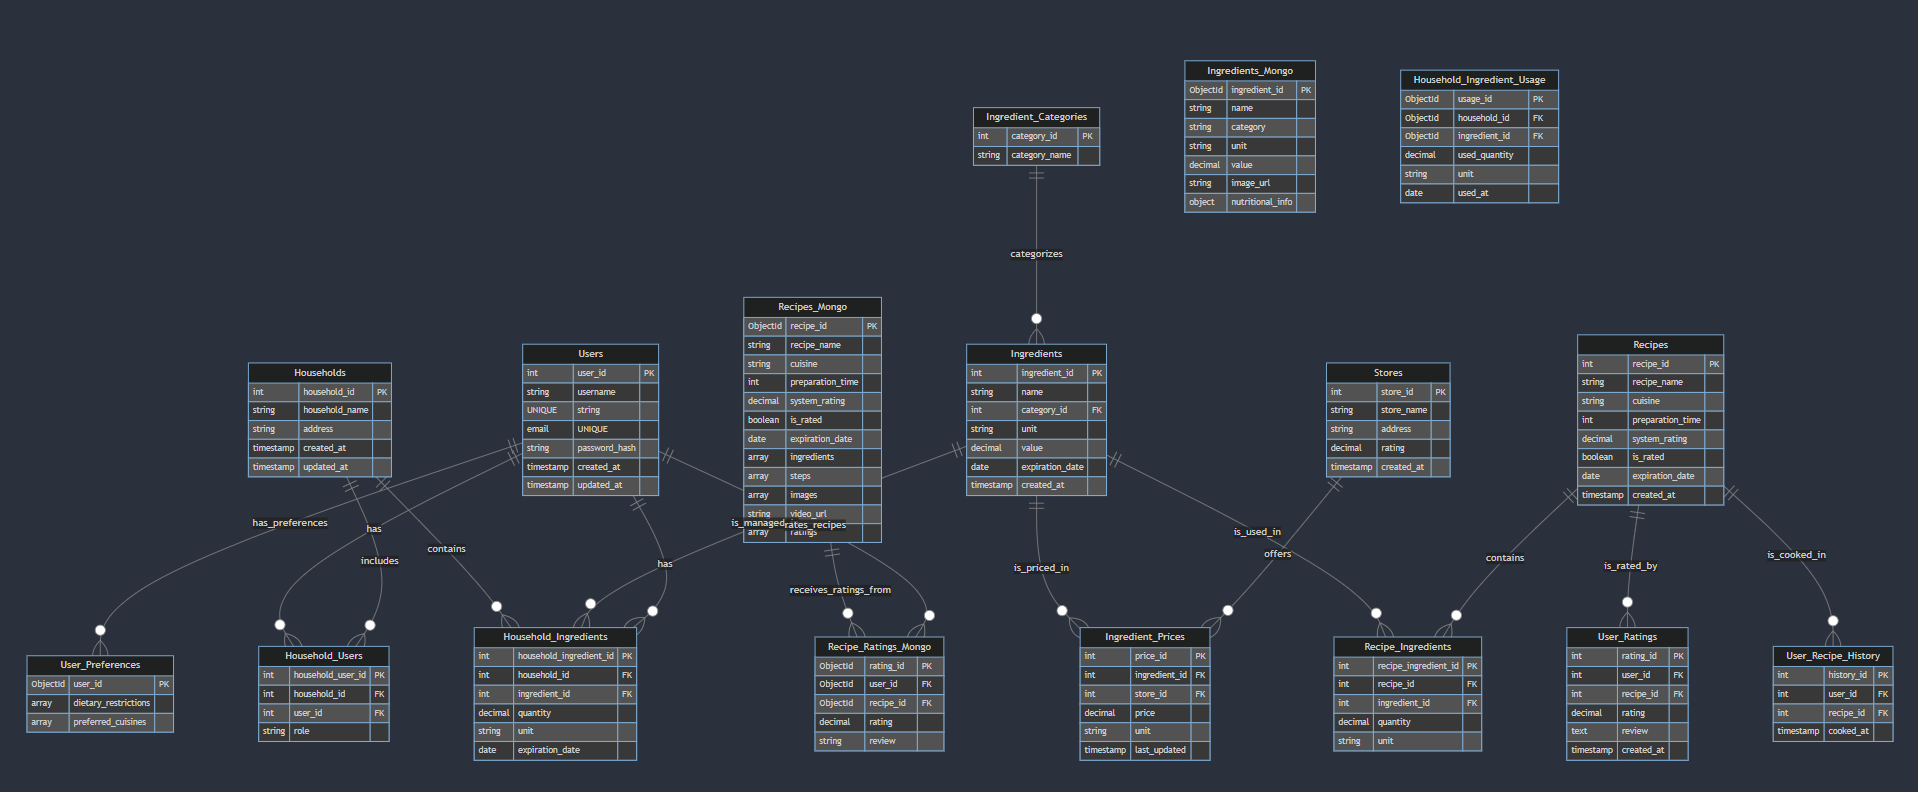 Ingredients_Mongo
ObjectId ingredient_id PK
string name
string category
string unit
decimal value
string image_url
object nutritional_info
Household_Ingredient_Usage
ObjectId usage_id PK
ObjectId household_id FK
ObjectId ingredient_id FK
decimal used_quantity
string unit
date used_at
Ingredient_Categories
int category_id PK
string category_name
categorizes
Recipes_Mongo
ObjectId recipe_id PK
string recipe_name
string cuisine
int preparation_time
decimal system_rating
boolean is_rated
date expiration_date
array ingredients
array steps
array images
string video_url
array ratings
Households
int household_id PK
string household_name
string address
timestamp created_at
timestamp updated_at
Users
int user_id PK
string username
UNIQUE string
email UNIQUE
string password_hash
timestamp created_at
timestamp updated_at
Ingredients
int ingredient_id PK
string name
int category_id FK
string unit
decimal value
date expiration_date
timestamp created_at
Stores
int store_id PK
string store_name
string address
decimal rating
timestamp created_at
Recipes
int recipe_id PK
string recipe_name
string cuisine
int preparation_time
decimal system_rating
boolean is_rated
date expiration_date
timestamp created_at
has_preferences
has
includes
contains
has
is_managed
rates_recipes
receives_ratings_from
is_priced_in
is_used_in
offers
contains
is_rated_by
is_cooked_in
User_Preferences
ObjectId user_id PK
array dietary_restrictions
array preferred_cuisines
Household_Users
int household_user_id PK
int household_id FK
int user_id FK
string role
Household_Ingredients
int household_ingredient_id PK
int household_id FK
int ingredient_id FK
decimal quantity
string unit
date expiration_date
Recipe_Ratings_Mongo
ObjectId rating_id PK
ObjectId user_id FK
ObjectId recipe_id FK
decimal rating
string review
Ingredient_Prices
int price_id PK
int ingredient_id FK
int store_id FK
decimal price
string unit
timestamp last_updated
Recipe_Ingredients
int recipe_ingredient_id PK
int recipe_id FK
int ingredient_id FK
decimal quantity
string unit
User_Ratings
int rating_id PK
int user_id FK
int recipe_id FK
decimal rating
text review
timestamp created_at
User_Recipe_History
int history_id PK
int user_id FK
int recipe_id FK
timestamp cooked_at